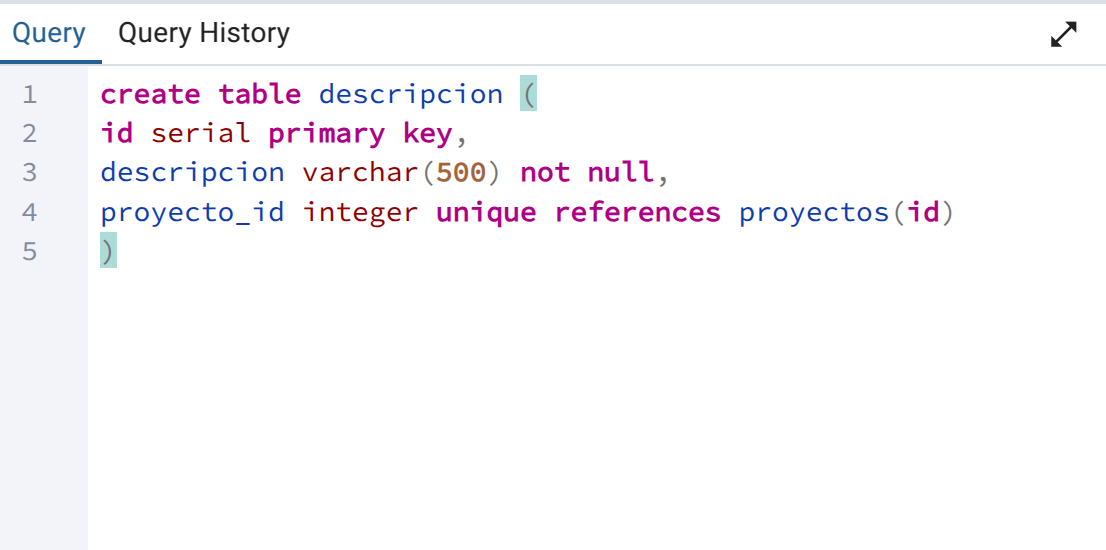 Query Query History
1 create table descripcion (
2 id serial primary key,
3 descripcion varchar(500) not null,
4 proyecto_id integer unique references proyectos(id)
5 )